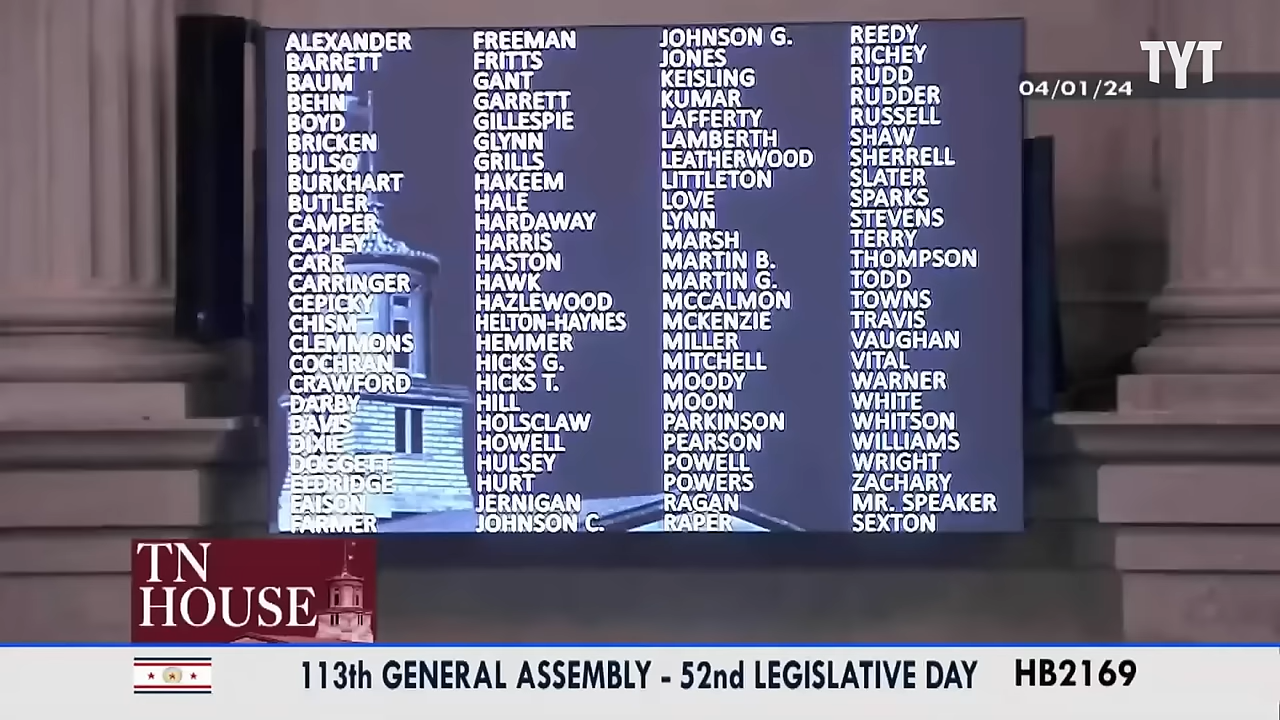 ALEXANDER
BARRETT
BAUM
BEHN
BOYD
BRICKEN
BULSO
BURKHART
BUTLER
CAMPER
CAPLEY
CARR
CARRINGER
CEPICKY
CHISM
CLEMMONS
COCHRAN
CRAWFORD
DARBY
DAVIS
DIXIE
DOGGETT
ELDRIDGE
FAISON
FARMER
FREEMAN
FRITTS
GANT
GARRETT
GILLESPIE
GLYNN
GRILLS
HAKEEM
HALE
HARDAWAY
HARRIS
HASTON
HAWK
HAZLEWOOD
HELTON-HAYNES
HEMMER
HICKS G.
HICKS T.
HILL
HOLSCLAW
HOWELL
HULSEY
HURT
JERNIGAN
JOHNSON C.
JOHNSON G.
JONES
KEISLING
KUMAR
LAFFERTY
LAMBERTH
LEATHERWOOD
LITTLETON
LOVE
LYNN
MARSH
MARTIN B.
MARTIN G.
MCCALMON
MCKENZIE
MILLER
MITCHELL
MOODY
MOON
PARKINSON
PEARSON
POWELL
POWERS
RAGAN
RAPER
REEDY
RICHEY
RUDD
RUDDER
RUSSELL
SHAW
SHERRELL
SLATER
SPARKS
STEVENS
TERRY
THOMPSON
TODD
TOWNS
TRAVIS
VAUGHAN
VITAL
WARNER
WHITE
WHITSON
WILLIAMS
WRIGHT
ZACHARY
MR. SPEAKER
SEXTON
TYT
04/01/24
TN
HOUSE
113th GENERAL ASSEMBLY - 52nd LEGISLATIVE DAY HB2169